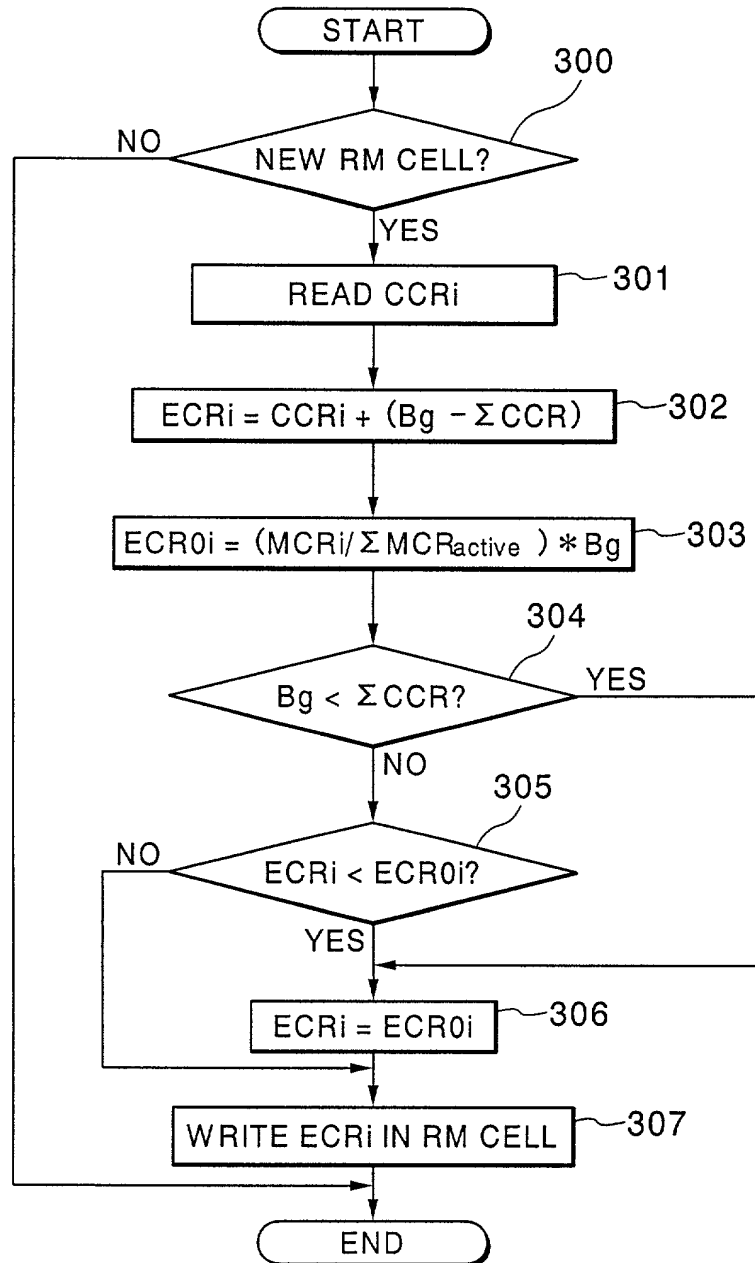 START
300
NO
NEW RM CELL?
YES
READ CCRi
301
ECRi = CCRi + (Bg - ΣCCR)
302
ECR0i = (MCRi/ΣMCRactive) * Bg
303
304
Bg < ΣCCR?
YES
NO
305
NO
ECRi < ECR0i?
YES
ECRi = ECR0i
306
WRITE ECRi IN RM CELL
307
END